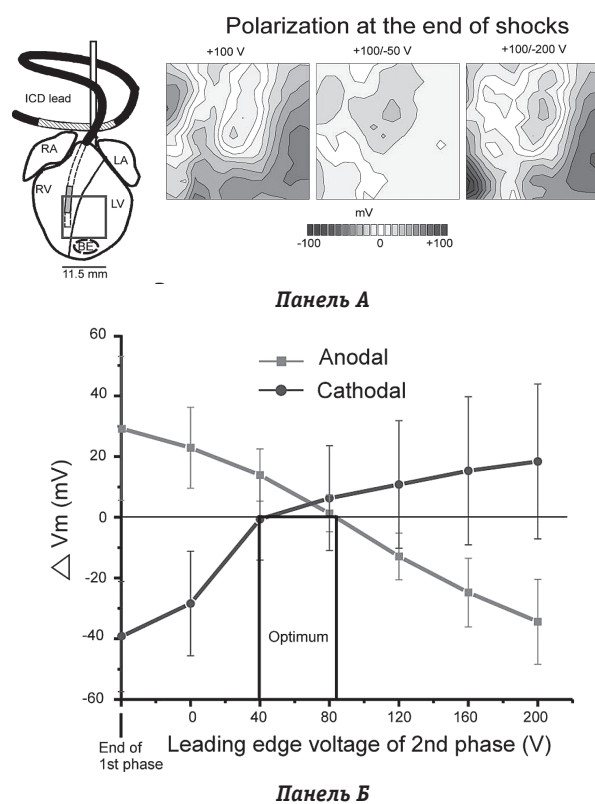 Polarization at the end of shocks
+100 V
+100/-50 V
+100/-200 V
ICD lead
RA
LA
RV
LV
BE
11.5 mm
mV
-100
0
+100
Панель А
60
40
20
0
-20
-40
-60
△ Vm (mV)
Anodal
Cathodal
Optimum
0
40
80
120
160
200
End of
1st phase
Leading edge voltage of 2nd phase (V)
Панель Б